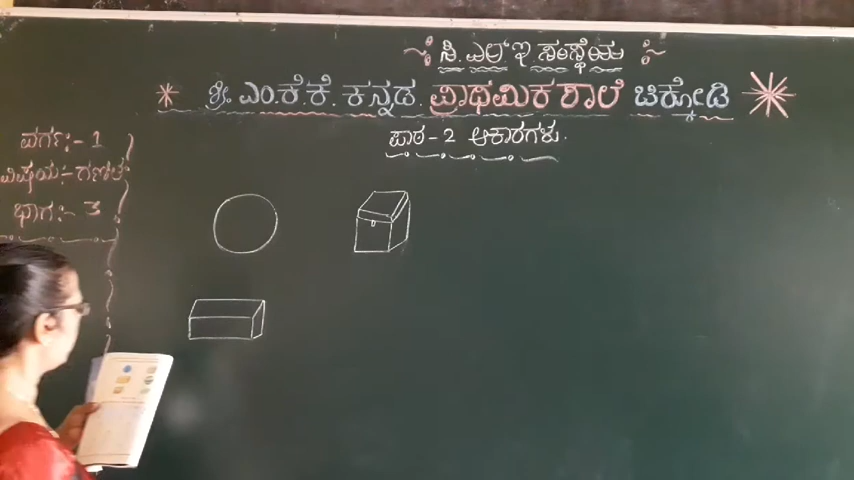 ಸಿ.ಎಲ್.ಇ ಸಂಸ್ಥೆಯ
ಶ್ರೀ ಎಂ.ಕೆ.ಕೆ. ಕನ್ನಡ ಪ್ರಾಥಮಿಕ ಶಾಲೆ ಚಿಕ್ಕೋಡಿ
ಪಾಠ-2 ಆಕಾರಗಳು.
ವರ್ಗ:- 1
ವಿಷಯ:- ಗಣಿತ
ಭಾಗ:- 3